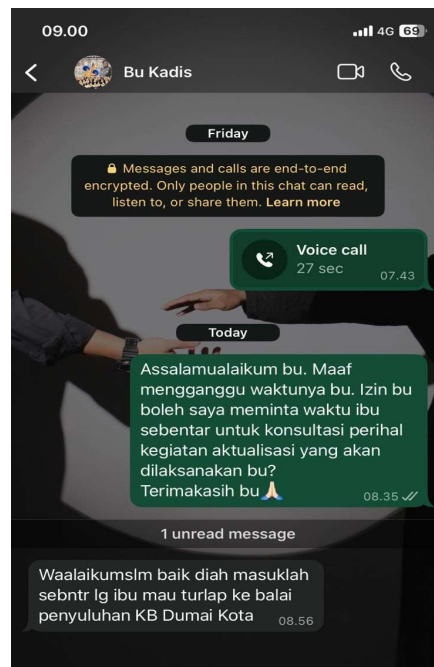 09.00
4G 69
Bu Kadis
Friday
Messages and calls are end-to-end
encrypted. Only people in this chat can read,
listen to, or share them. Learn more
Voice call
27 sec
07.43
Today
Assalamualaikum bu. Maaf
mengganggu waktunya bu. Izin bu
boleh saya meminta waktu ibu
sebentar untuk konsultasi perihal
kegiatan aktualisasi yang akan
dilaksanakan bu?
Terimakasih bu🙏🏻
08.35
1 unread message
Waalaikumslm baik diah masuklah
sebntr lg ibu mau turlap ke balai
penyuluhan KB Dumai Kota
08.56